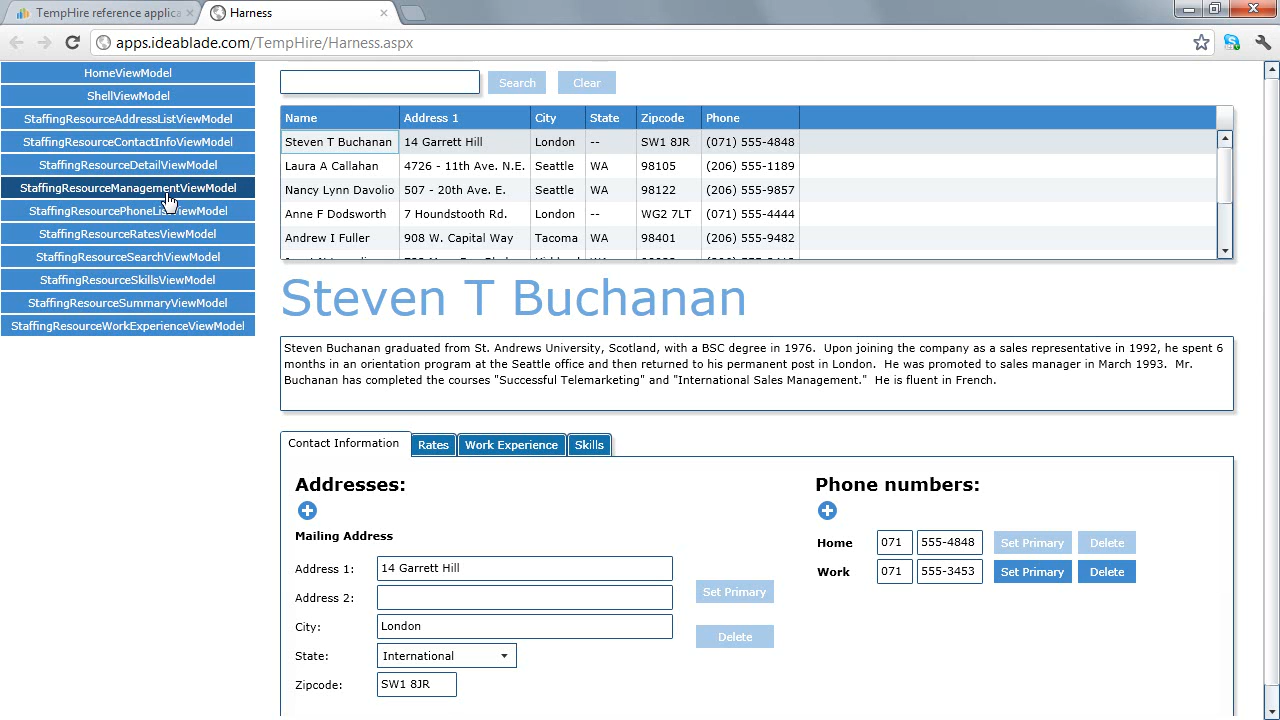 TempHire reference applica
Harness
apps.ideablade.com/TempHire/Harness.aspx
HomeViewModel
ShellViewModel
StaffingResourceAddressListViewModel
StaffingResourceContactInfoViewModel
StaffingResourceDetailViewModel
StaffingResourceManagementViewModel
StaffingResourcePhoneListViewModel
StaffingResourceRatesViewModel
StaffingResourceSearchViewModel
StaffingResourceSkillsViewModel
StaffingResourceSummaryViewModel
StaffingResourceWorkExperienceViewModel
Search Clear
Name Address 1 City State Zipcode Phone
Steven T Buchanan 14 Garrett Hill London -- SW1 8JR (071) 555-4848
Laura A Callahan 4726 - 11th Ave. N.E. Seattle WA 98105 (206) 555-1189
Nancy Lynn Davolio 507 - 20th Ave. E. Seattle WA 98122 (206) 555-9857
Anne F Dodsworth 7 Houndstooth Rd. London -- WG2 7LT (071) 555-4444
Andrew I Fuller 908 W. Capital Way Tacoma WA 98401 (206) 555-9482
Steven T Buchanan
Steven Buchanan graduated from St. Andrews University, Scotland, with a BSC degree in 1976. Upon joining the company as a sales representative in 1992, he spent 6
months in an orientation program at the Seattle office and then returned to his permanent post in London. He was promoted to sales manager in March 1993. Mr.
Buchanan has completed the courses "Successful Telemarketing" and "International Sales Management." He is fluent in French.
Contact Information Rates Work Experience Skills
Addresses:
Mailing Address
Address 1: 14 Garrett Hill
Address 2:
Set Primary
City: London
Delete
State: International
Zipcode: SW1 8JR
Phone numbers:
Home 071 555-4848 Set Primary Delete
Work 071 555-3453 Set Primary Delete